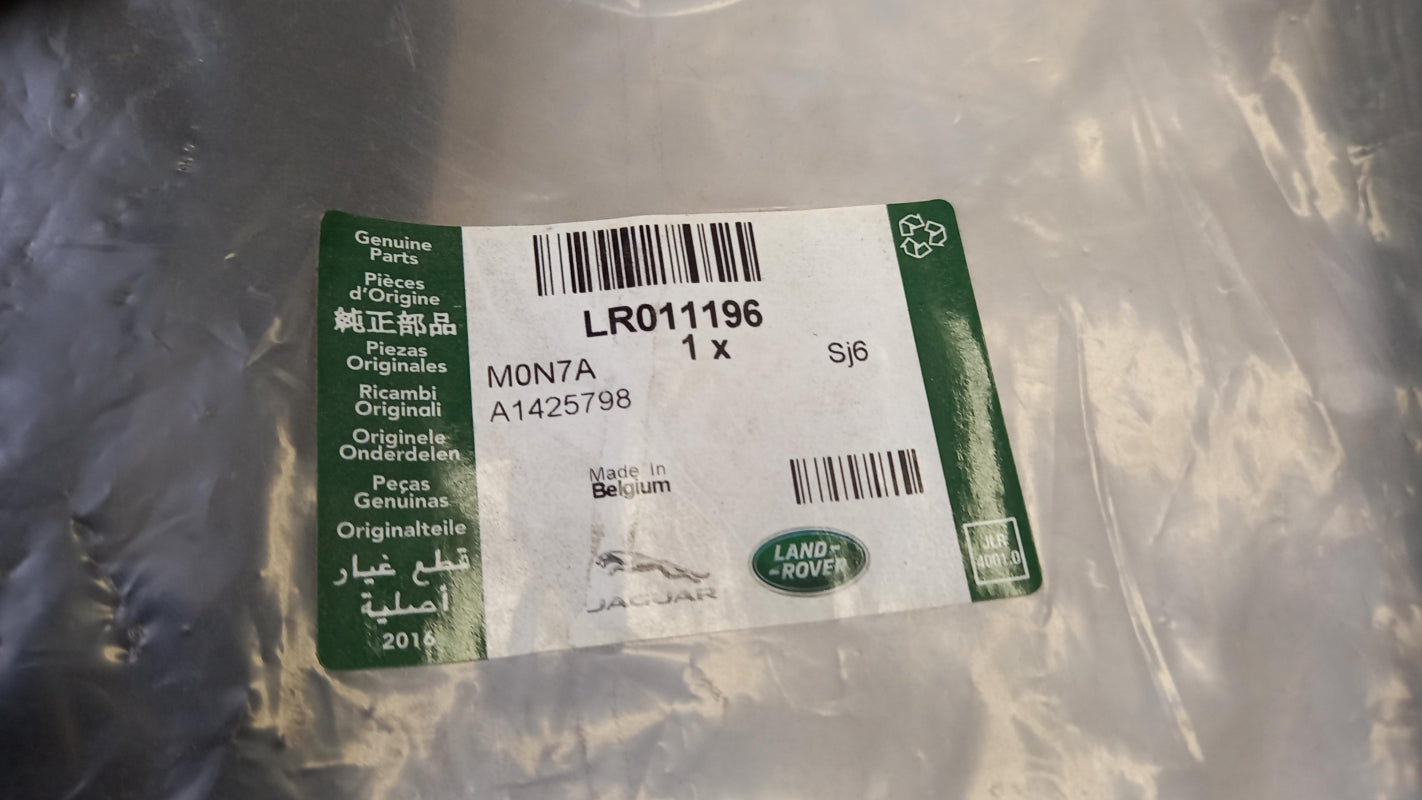 Genuine
Parts
Pièces
d'Origine
純正部品
Piezas
Originales
Ricambi
Originali
Originele
Onderdelen
Peças
Genuinas
Originalteile
قطع غيار
أصلية
2016
LR011196
1 x
Sj6
M0N7A
A1425798
Made In
Belgium
JAGUAR
LAND-
-ROVER
JLR
4001.0